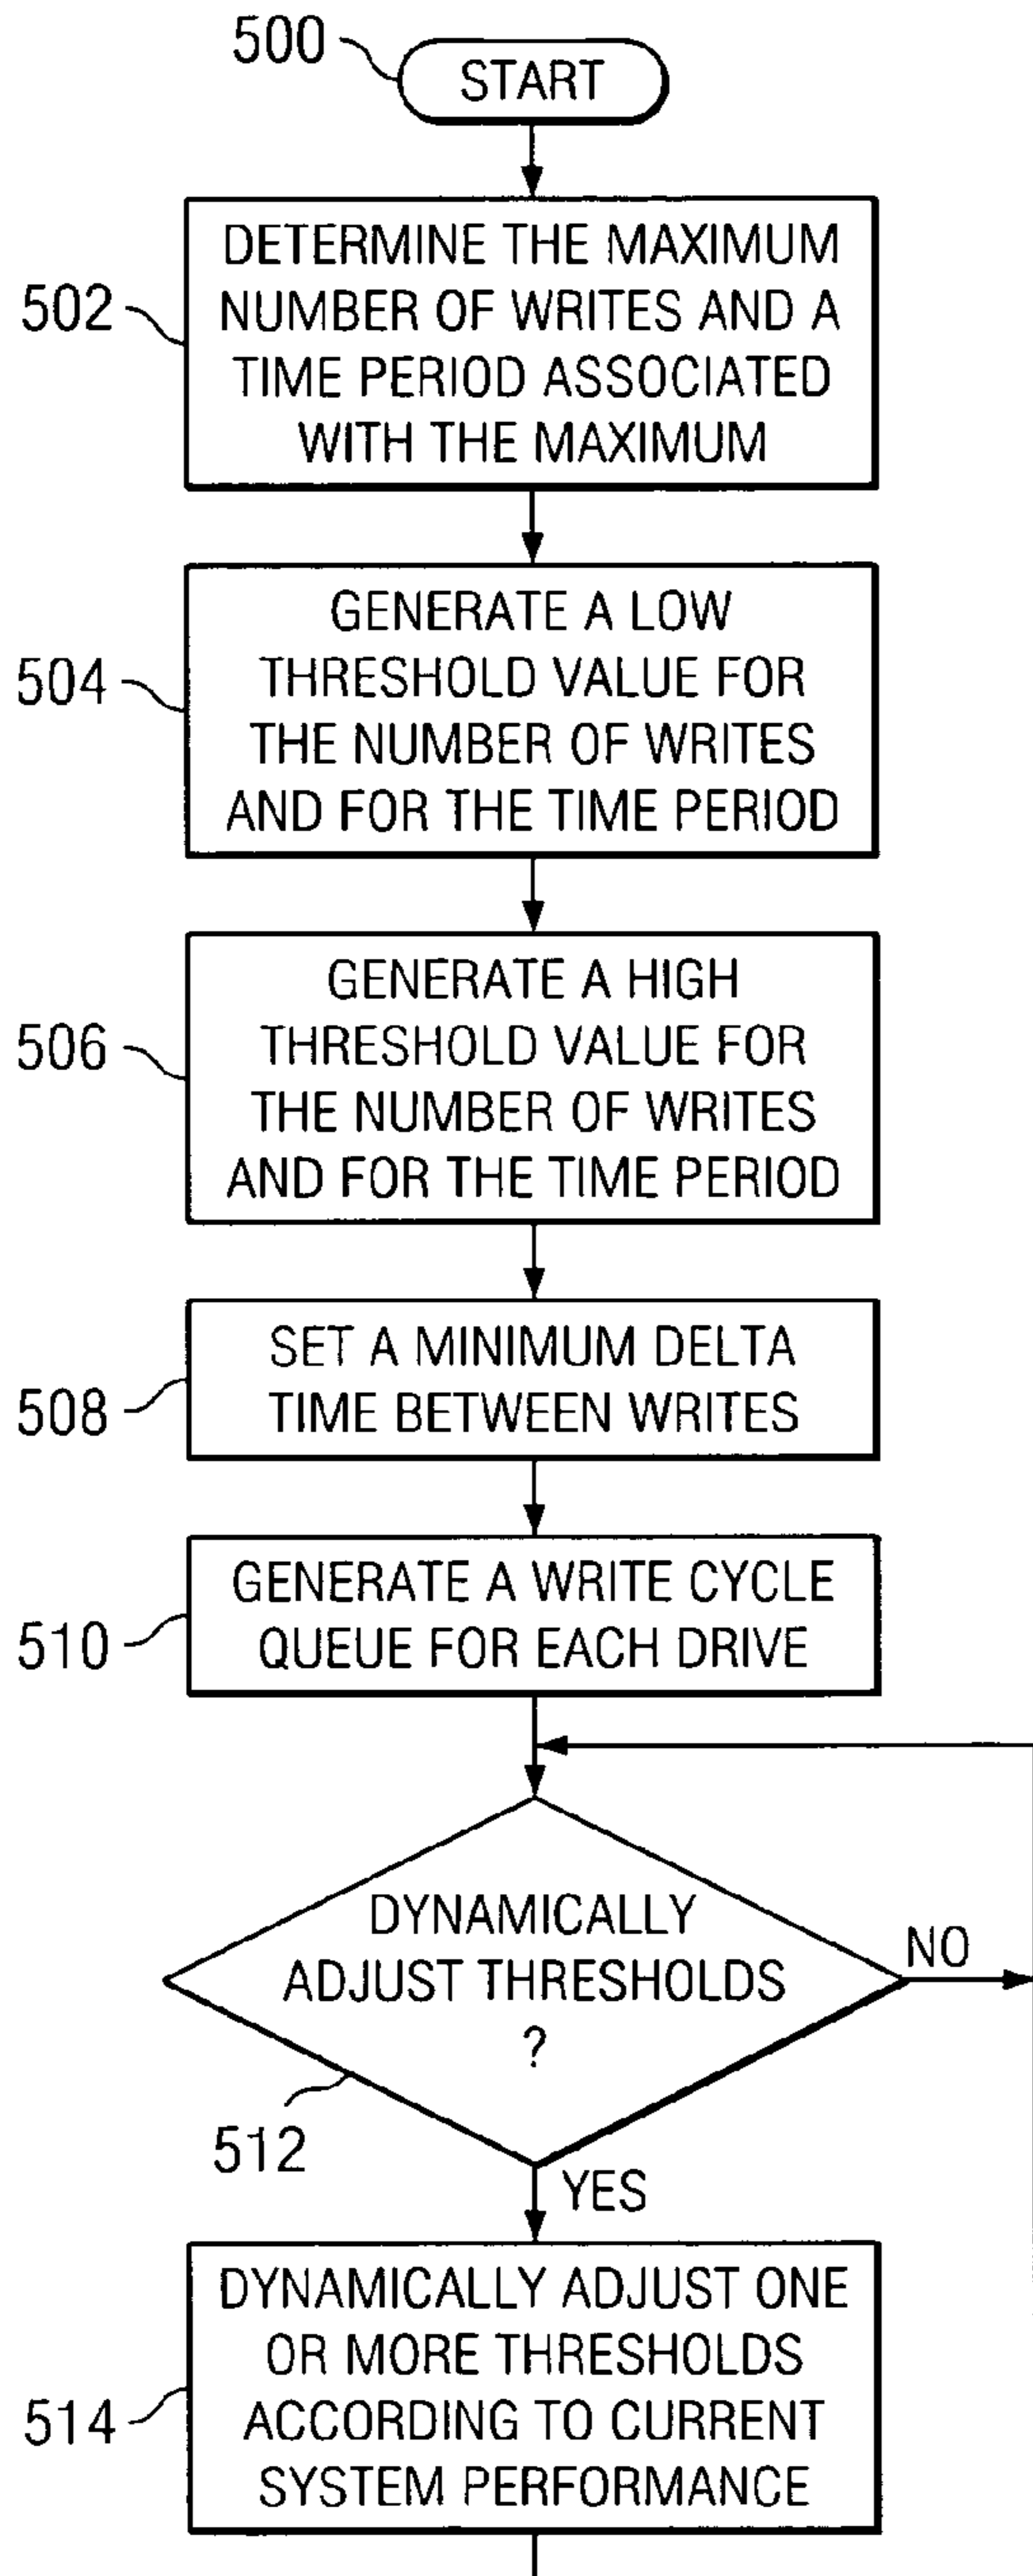 500
START
502
DETERMINE THE MAXIMUM
NUMBER OF WRITES AND A
TIME PERIOD ASSOCIATED
WITH THE MAXIMUM
504
GENERATE A LOW
THRESHOLD VALUE FOR
THE NUMBER OF WRITES
AND FOR THE TIME PERIOD
506
GENERATE A HIGH
THRESHOLD VALUE FOR
THE NUMBER OF WRITES
AND FOR THE TIME PERIOD
508
SET A MINIMUM DELTA
TIME BETWEEN WRITES
510
GENERATE A WRITE CYCLE
QUEUE FOR EACH DRIVE
DYNAMICALLY
ADJUST THRESHOLDS
?
NO
512
YES
514
DYNAMICALLY ADJUST ONE
OR MORE THRESHOLDS
ACCORDING TO CURRENT
SYSTEM PERFORMANCE